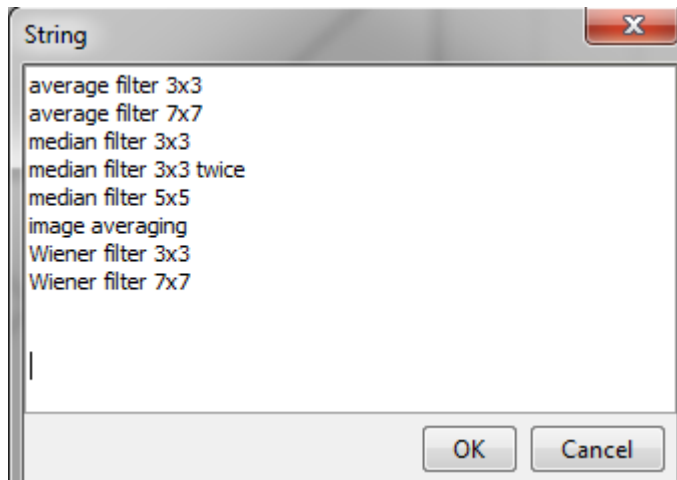 String
average filter 3x3
average filter 7x7
median filter 3x3
median filter 3x3 twice
median filter 5x5
image averaging
Wiener filter 3x3
Wiener filter 7x7
OK
Cancel